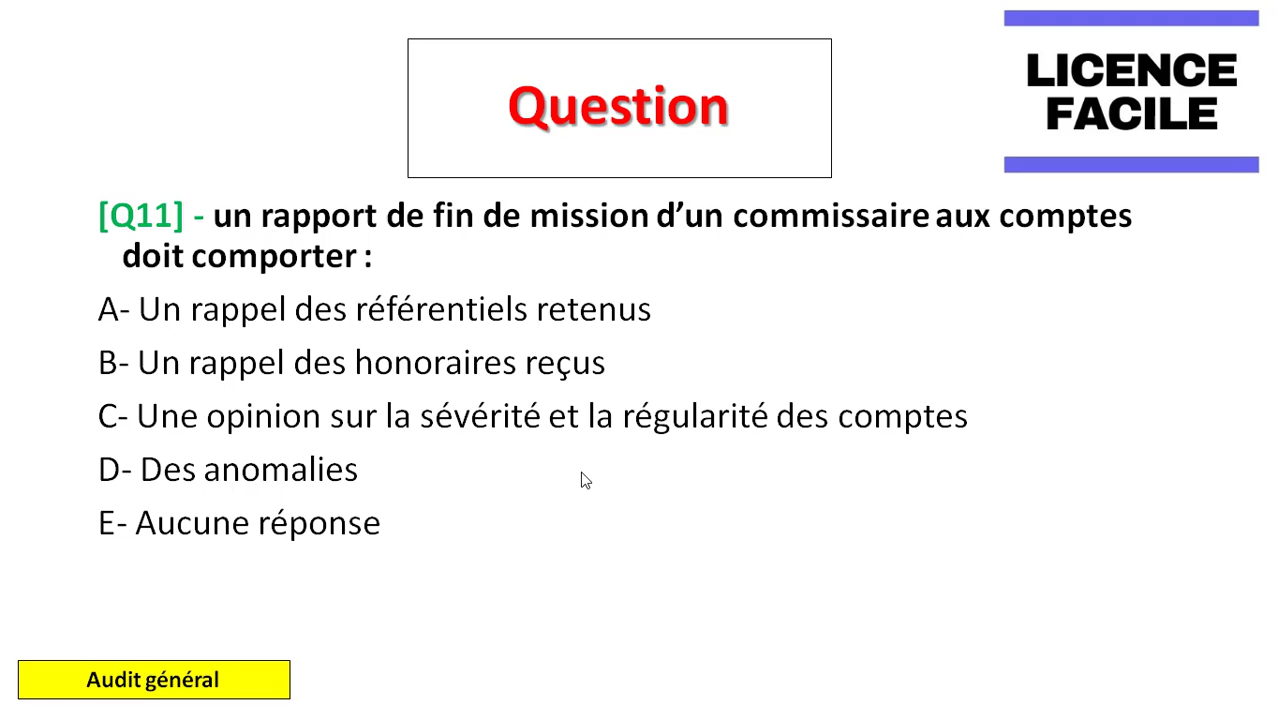 LICENCE
FACILE
Question
[Q11] - un rapport de fin de mission d’un commissaire aux comptes
doit comporter :
A- Un rappel des référentiels retenus
B- Un rappel des honoraires reçus
C- Une opinion sur la sévérité et la régularité des comptes
D- Des anomalies
E- Aucune réponse
Audit général